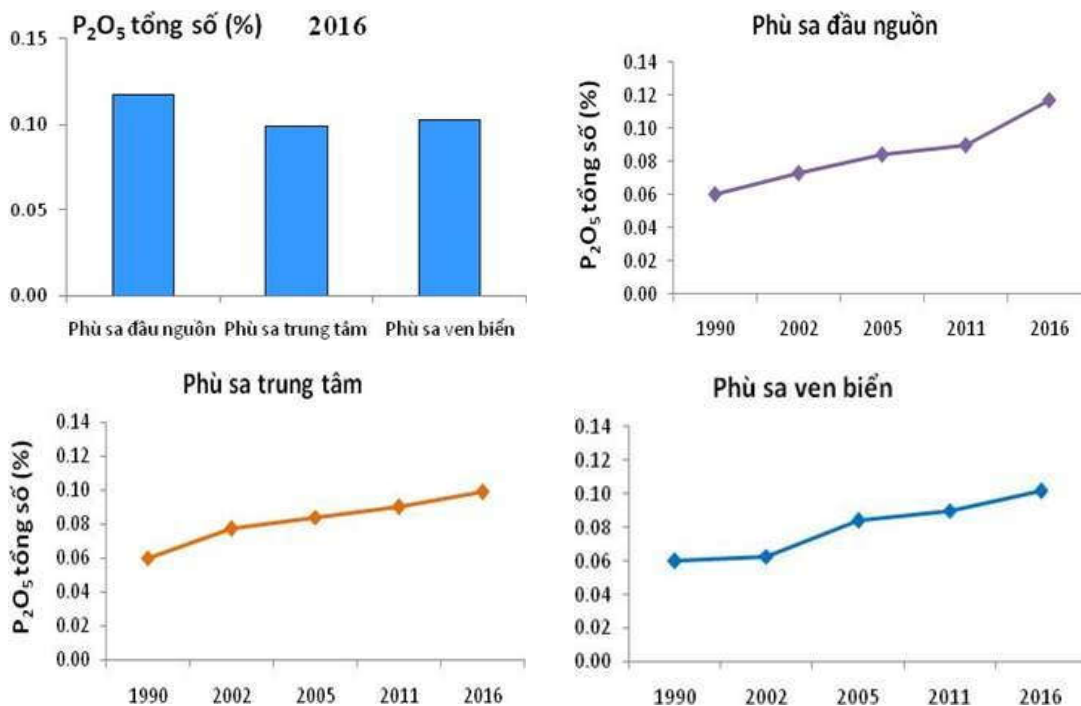 P₂O₅ tổng số (%) 2016
0.15
0.10
0.05
0.00
Phù sa đầu nguồn Phù sa trung tâm Phù sa ven biển
Phù sa đầu nguồn
P₂O₅ tổng số (%)
0.14
0.12
0.10
0.08
0.06
0.04
0.02
0.00
1990 2002 2005 2011 2016
Phù sa trung tâm
P₂O₅ tổng số (%)
0.14
0.12
0.10
0.08
0.06
0.04
0.02
0.00
1990 2002 2005 2011 2016
Phù sa ven biển
0.14
0.12
0.10
0.08
0.06
0.04
0.02
0.00
1990 2002 2005 2011 2016